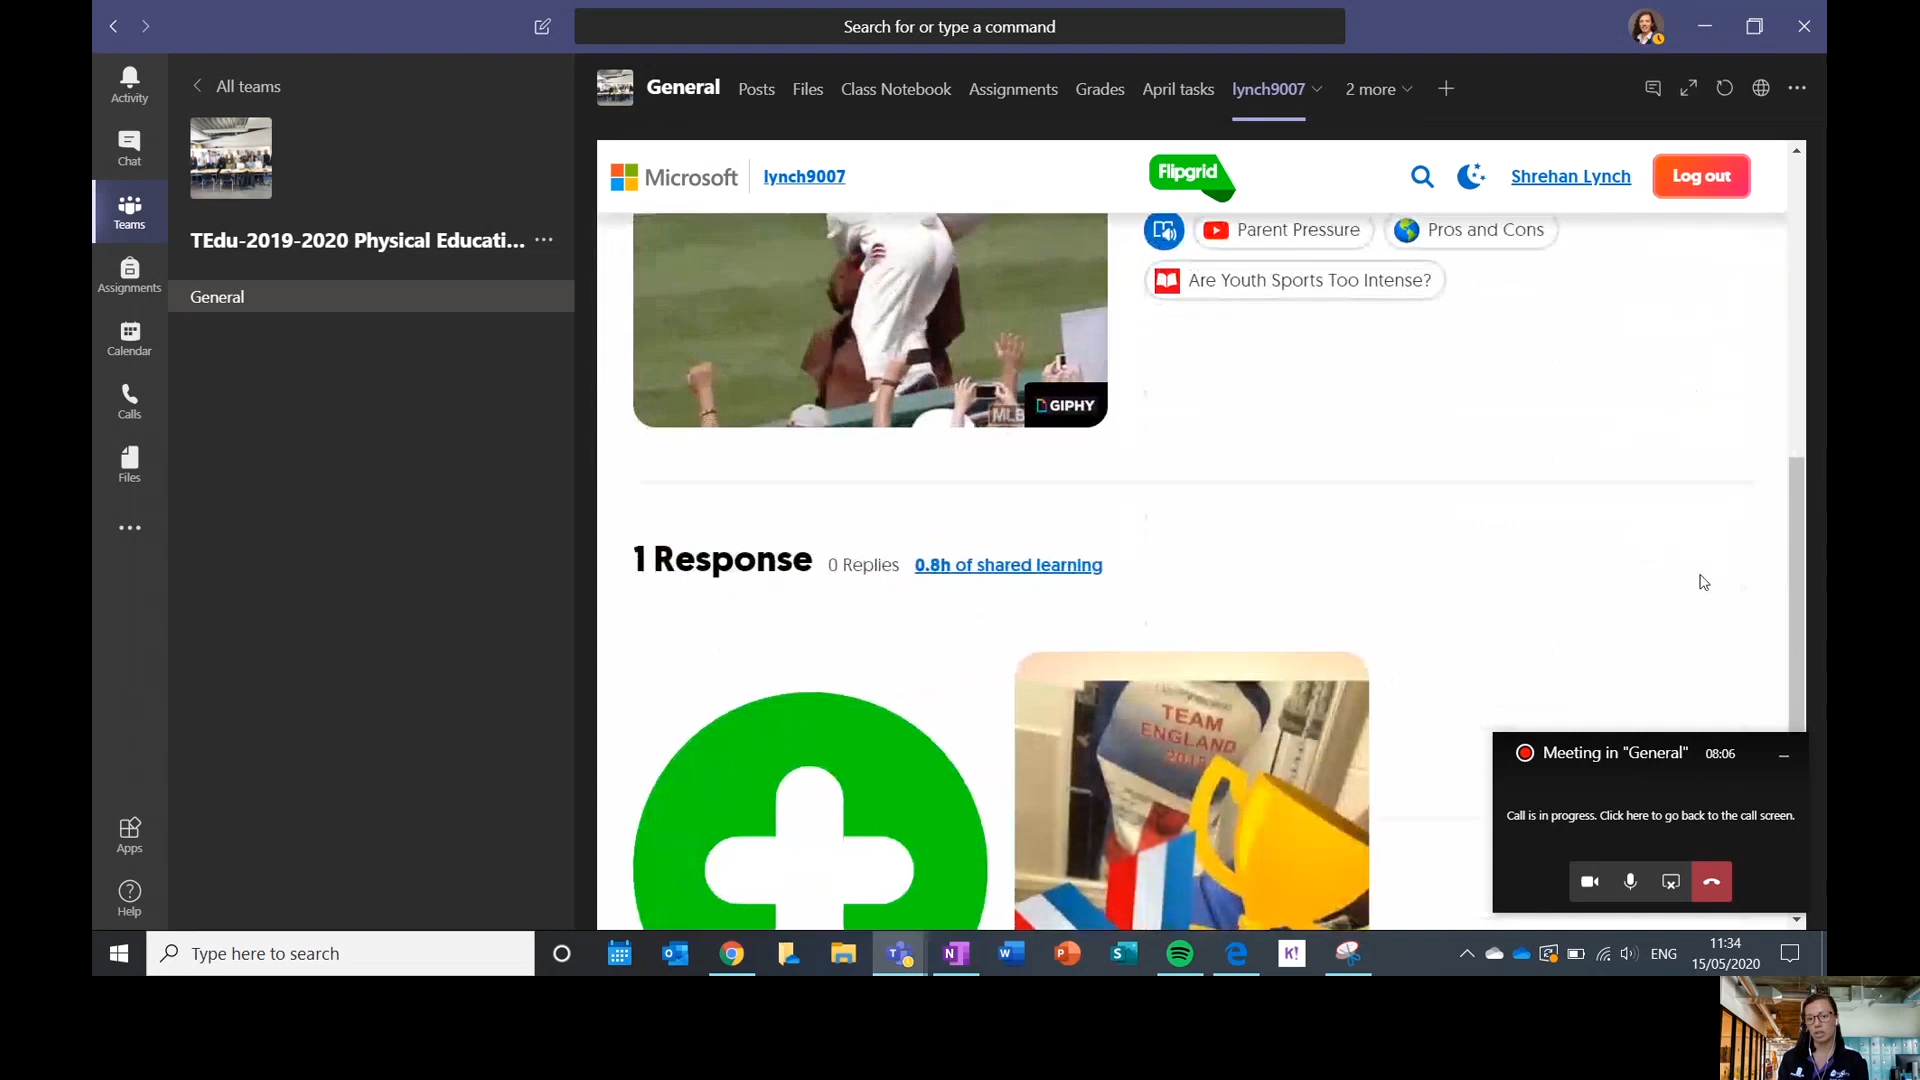 Search for or type a command
Activity
Chat
Teams
Assignments
Calendar
Calls
Files
Apps
Help
All teams
TEdu-2019-2020 Physical Educati...
General
General
Posts
Files
Class Notebook
Assignments
Grades
April tasks
lynch9007
2 more
Microsoft
lynch9007
Flipgrid
Shrehan Lynch
Log out
Parent Pressure
Pros and Cons
Are Youth Sports Too Intense?
MLB
GIPHY
1 Response
0 Replies
0.8h of shared learning
TEAM
ENGLAND
Meeting in "General"
08:06
Call is in progress. Click here to go back to the call screen.
Type here to search
K!
ENG
11:34
15/05/2020